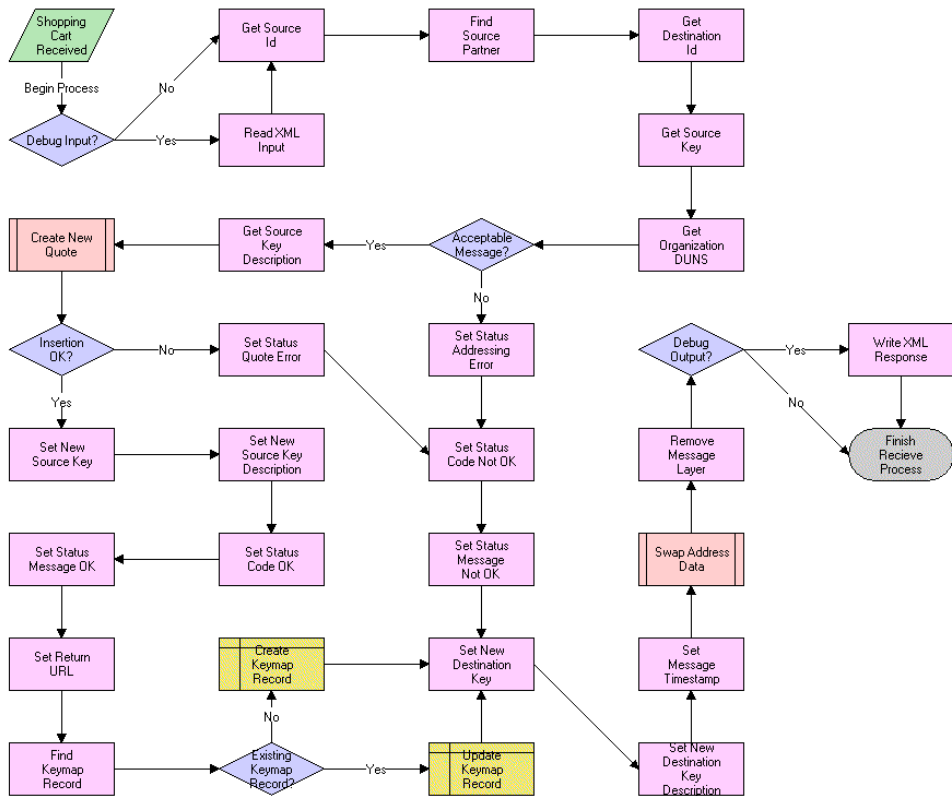 Shopping
Cart
Received
Get Source
Id
Find
Source
Partner
Get
Destination
Id
Begin Process
No
Debug Input?
Yes
Read XML
Input
Get Source
Key
Create New
Quote
Get Source
Key
Description
Yes
Acceptable
Message?
Get
Organization
DUNS
No
Insertion
OK?
No
Set Status
Quote Error
Set Status
Addressing
Error
Debug
Output?
Yes
Write XML
Response
Yes
No
Set New
Source Key
Set New
Source Key
Description
Set Status
Code Not OK
Remove
Message
Layer
Finish
Recieve
Process
Set Status
Message OK
Set Status
Code OK
Set Status
Message
Not OK
Swap Address
Data
Set Return
URL
Create
Keymap
Record
Set New
Destination
Key
Set
Message
Timestamp
No
Find
Keymap
Record
Existing
Keymap
Record?
Yes
Update
Keymap
Record
Set New
Destination
Key
Description